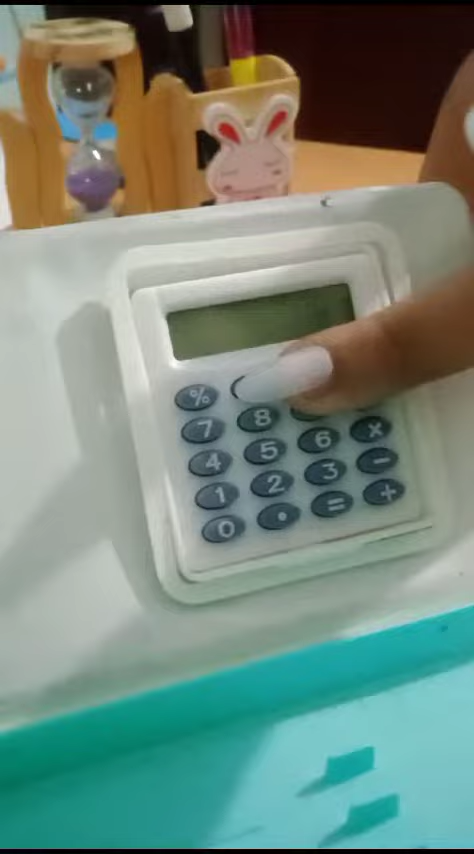 %
7 8
4 5 6 ×
1 2 3 −
0 • = +